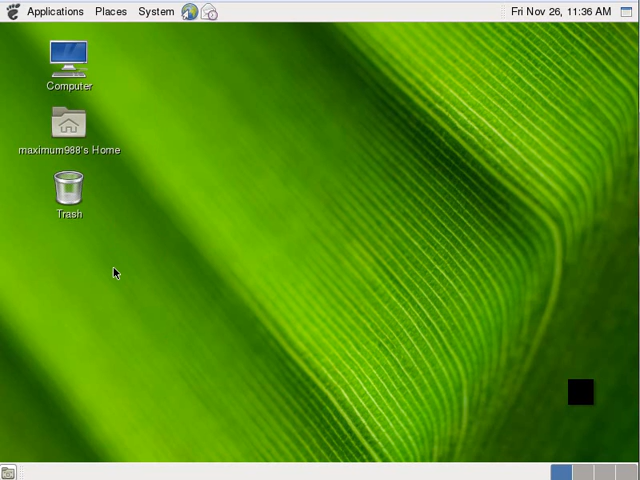 Applications Places System Fri Nov 26, 11:36 AM
Computer
maximum988's Home
Trash